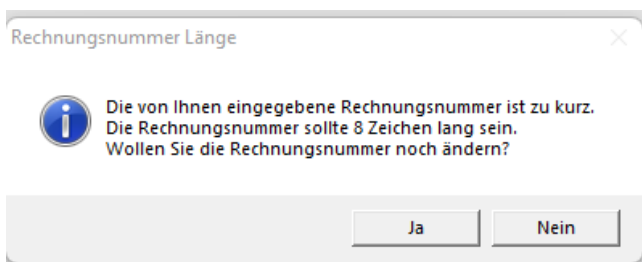 Rechnungsnummer Länge
Die von Ihnen eingegebene Rechnungsnummer ist zu kurz.
Die Rechnungsnummer sollte 8 Zeichen lang sein.
Wollen Sie die Rechnungsnummer noch ändern?
Ja
Nein